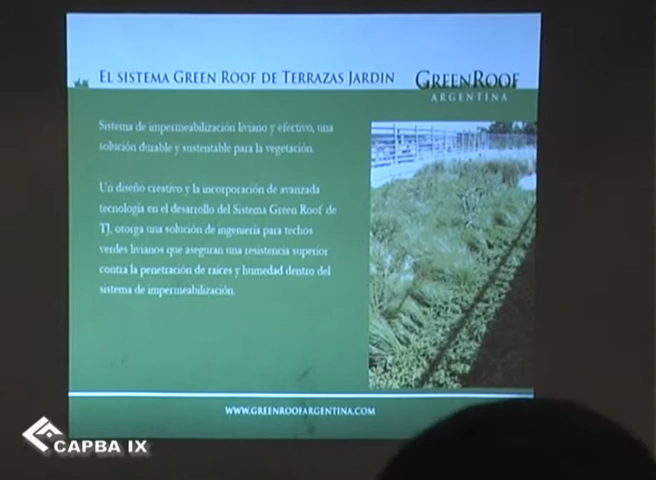 EL SISTEMA GREEN ROOF DE TERRAZAS JARDIN
GREENROOF
ARGENTINA
Sistema de impermeabilización liviano y efectivo, una
solución durable y sustentable para la vegetación.
Un diseño creativo y la incorporación de avanzada
tecnología en el desarrollo del Sistema Green Roof de
TJ, otorga una solución de ingeniería para techos
verdes livianos que aseguran una resistencia superior
contra la penetración de raíces y humedad dentro del
sistema de impermeabilización.
WWW.GREENROOFARGENTINA.COM
CAPBA IX